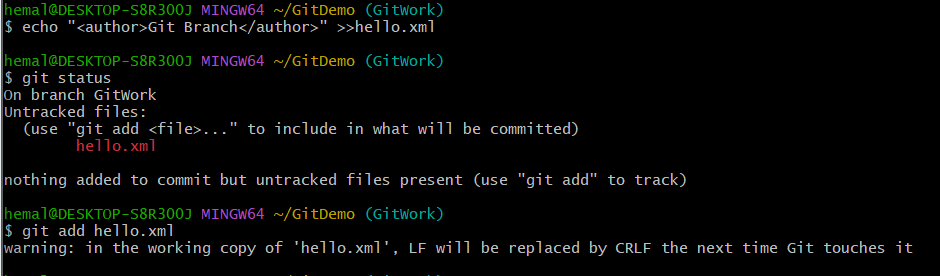 hemal@DESKTOP-S8R3O0J MINGW64 ~/GitDemo (GitWork)
$ echo "<author>Git Branch</author>" >>hello.xml
hemal@DESKTOP-S8R3O0J MINGW64 ~/GitDemo (GitWork)
$ git status
On branch GitWork
Untracked files:
  (use "git add <file>..." to include in what will be committed)
        hello.xml
nothing added to commit but untracked files present (use "git add" to track)
hemal@DESKTOP-S8R3O0J MINGW64 ~/GitDemo (GitWork)
$ git add hello.xml
warning: in the working copy of 'hello.xml', LF will be replaced by CRLF the next time Git touches it